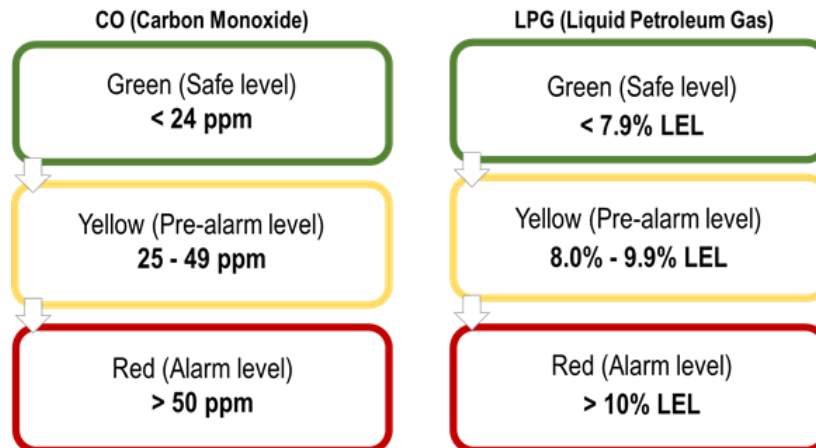 CO (Carbon Monoxide)
Green (Safe level)
< 24 ppm
Yellow (Pre-alarm level)
25 - 49 ppm
Red (Alarm level)
> 50 ppm
LPG (Liquid Petroleum Gas)
Green (Safe level)
< 7.9% LEL
Yellow (Pre-alarm level)
8.0% - 9.9% LEL
Red (Alarm level)
> 10% LEL